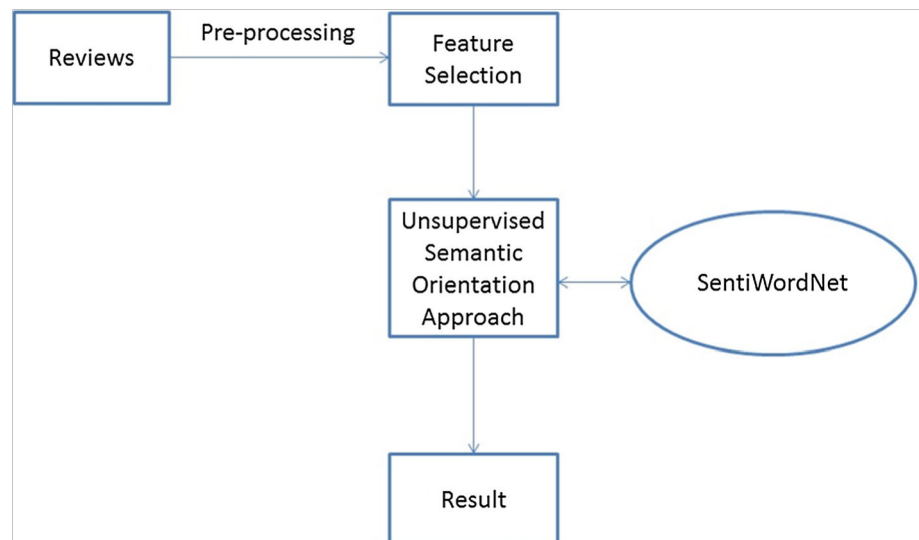 Reviews
Pre-processing
Feature
Selection
Unsupervised
Semantic
Orientation
Approach
SentiWordNet
Result